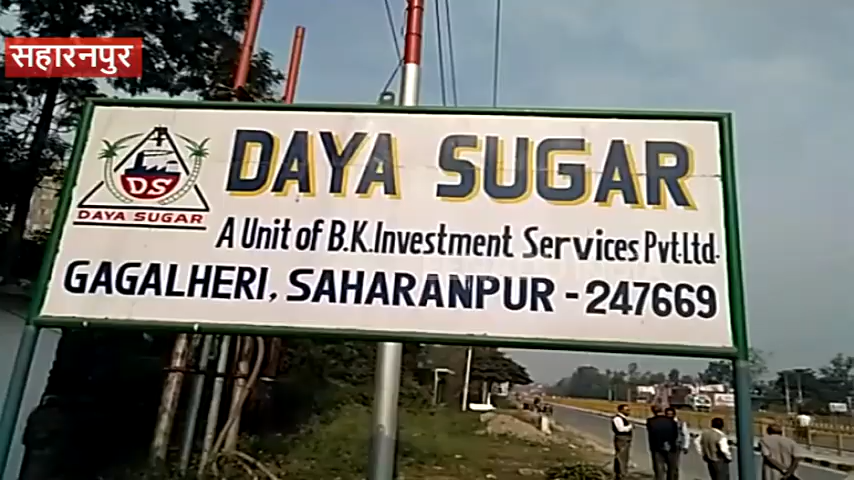 सहारनपुर
DS
DAYA SUGAR
DAYA SUGAR
A Unit of B.K.Investment Services Pvt.Ltd.
GAGALHERI, SAHARANPUR - 247669